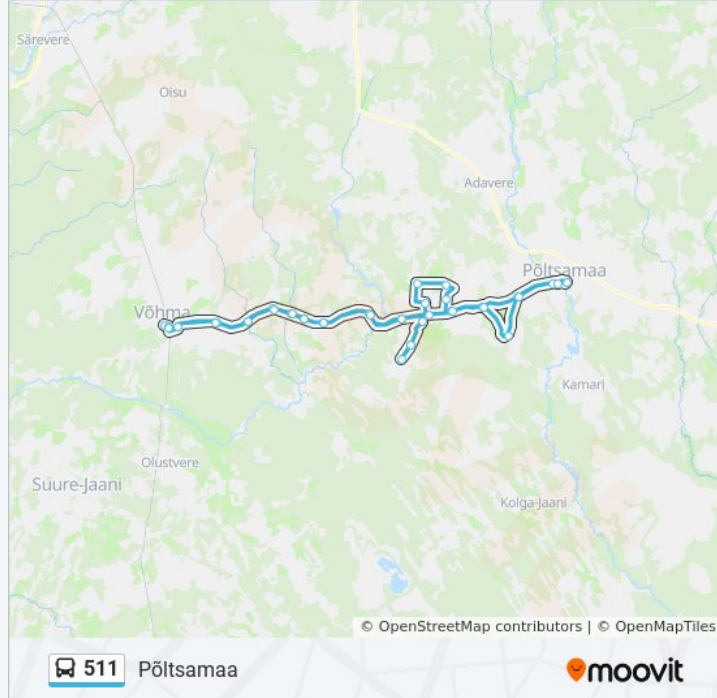 Särevere
Oisu
Adavere
Põltsamaa
Võhma
Kamari
Olustvere
Suure-Jaani
Kolga-Jaani
© OpenStreetMap contributors | © OpenMapTiles
511 Põltsamaa
moovit